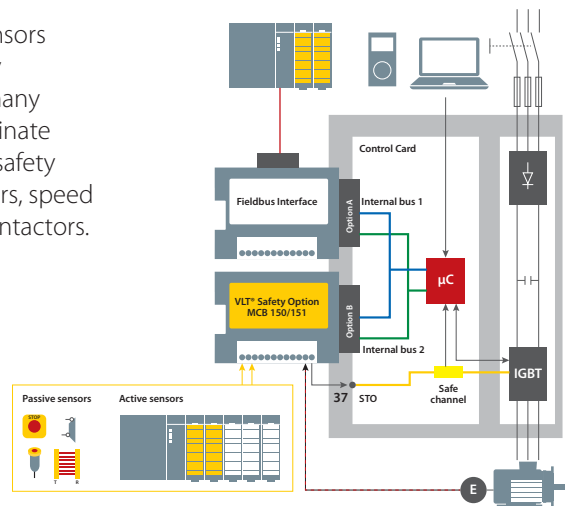 nsors
nany
inate
safety
rs, speed
ntactors.
Control Card
Fieldbus Interface
Option A
Internal bus 1
µC
VLT® Safety Option
MCB 150/151
Option B
Internal bus 2
IGBT
37
STO
Safe
channel
Passive sensors
Active sensors
STOP
T
R
E